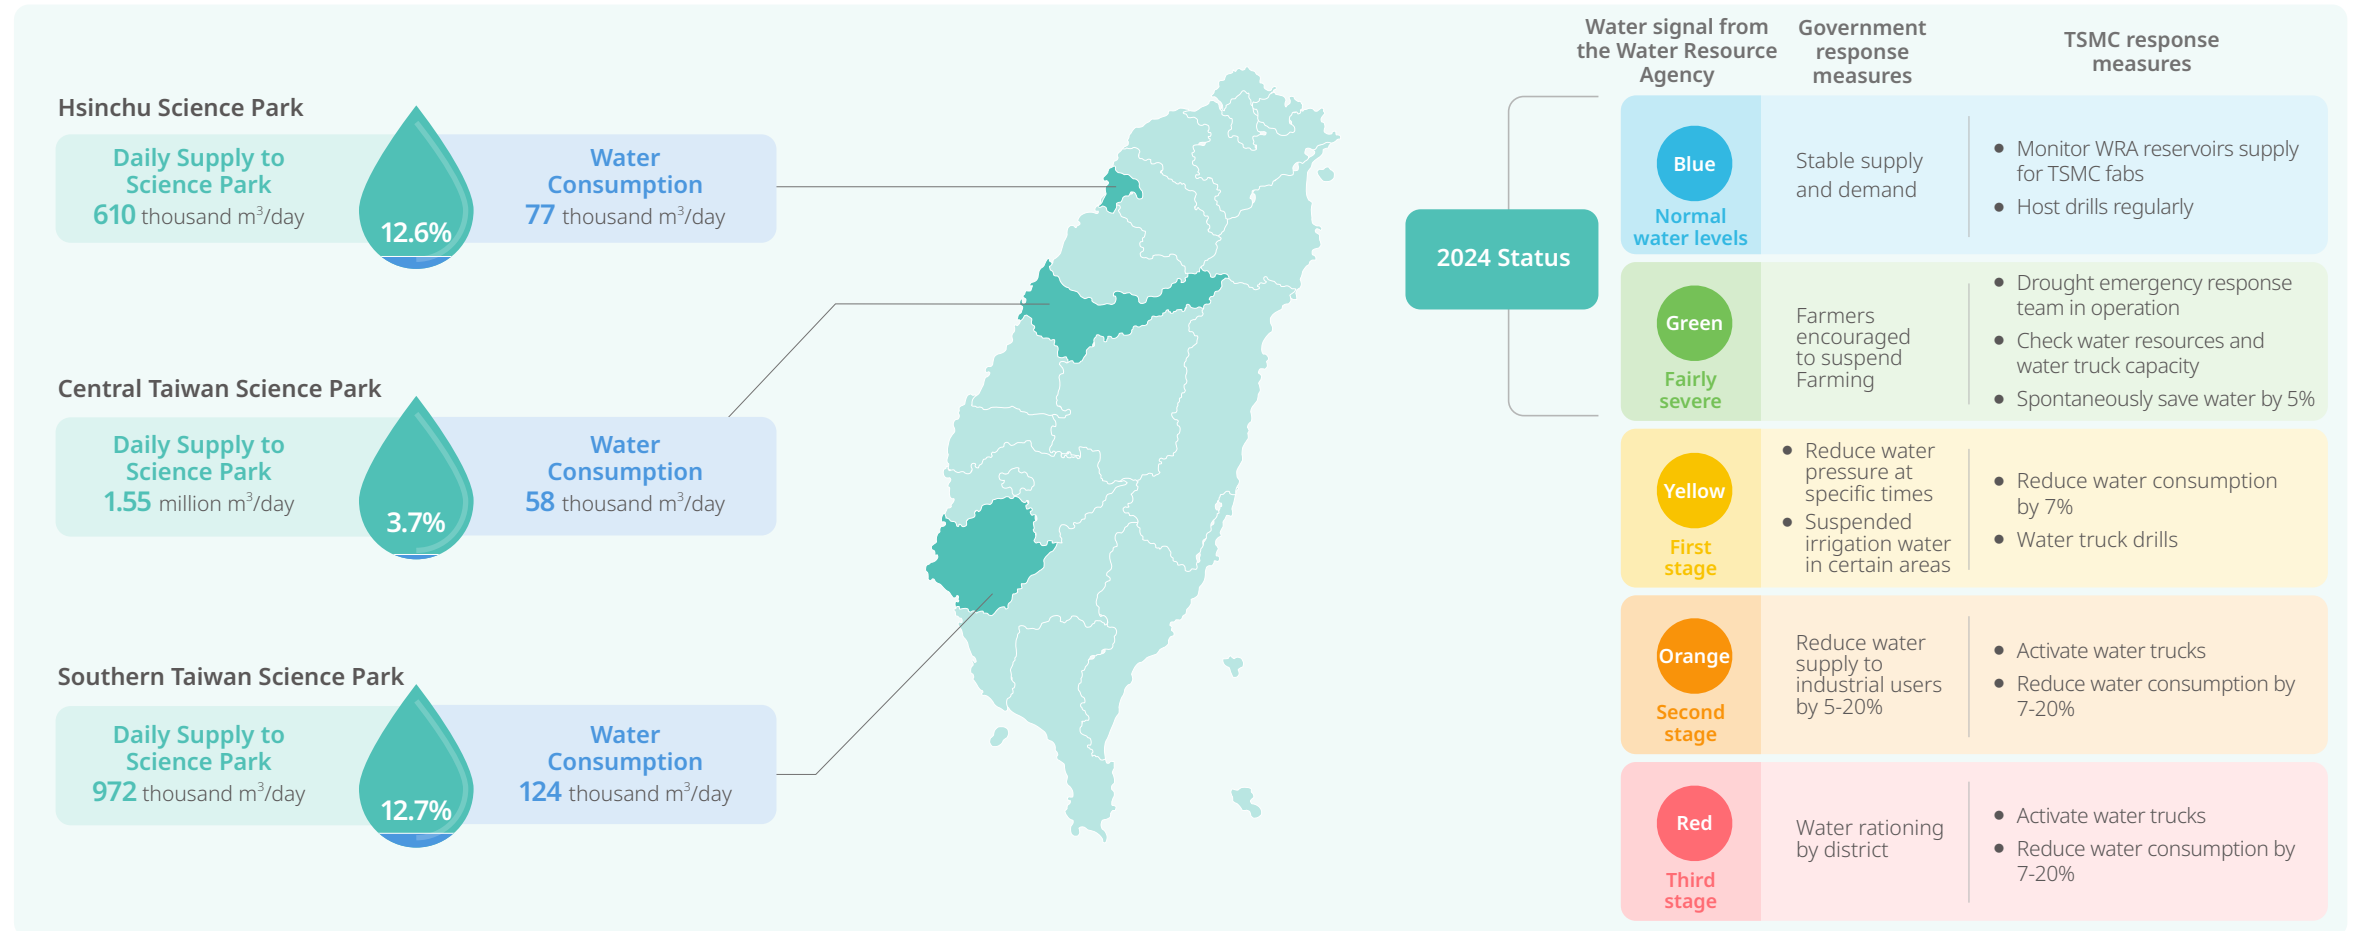 Hsinchu Science Park
Daily Supply to
Science Park
610 thousand m³/day
12.6%
Water
Consumption
77 thousand m³/day
Central Taiwan Science Park
Daily Supply to
Science Park
1.55 million m³/day
3.7%
Water
Consumption
58 thousand m³/day
Southern Taiwan Science Park
Daily Supply to
Science Park
972 thousand m³/day
12.7%
Water
Consumption
124 thousand m³/day
2024 Status
Water signal from
the Water Resource
Agency
Government
response
measures
TSMC response
measures
Blue
Normal
water levels
Stable supply
and demand
• Monitor WRA reservoirs supply
for TSMC fabs
• Host drills regularly
Green
Fairly
severe
Farmers
encouraged
to suspend
Farming
• Drought emergency response
team in operation
• Check water resources and
water truck capacity
• Spontaneously save water by 5%
Yellow
First
stage
• Reduce water
pressure at
specific times
• Suspended
irrigation water
in certain areas
• Reduce water consumption
by 7%
• Water truck drills
Orange
Second
stage
Reduce water
supply to
industrial users
by 5-20%
• Activate water trucks
• Reduce water consumption by
7-20%
Red
Third
stage
Water rationing
by district
• Activate water trucks
• Reduce water consumption by
7-20%